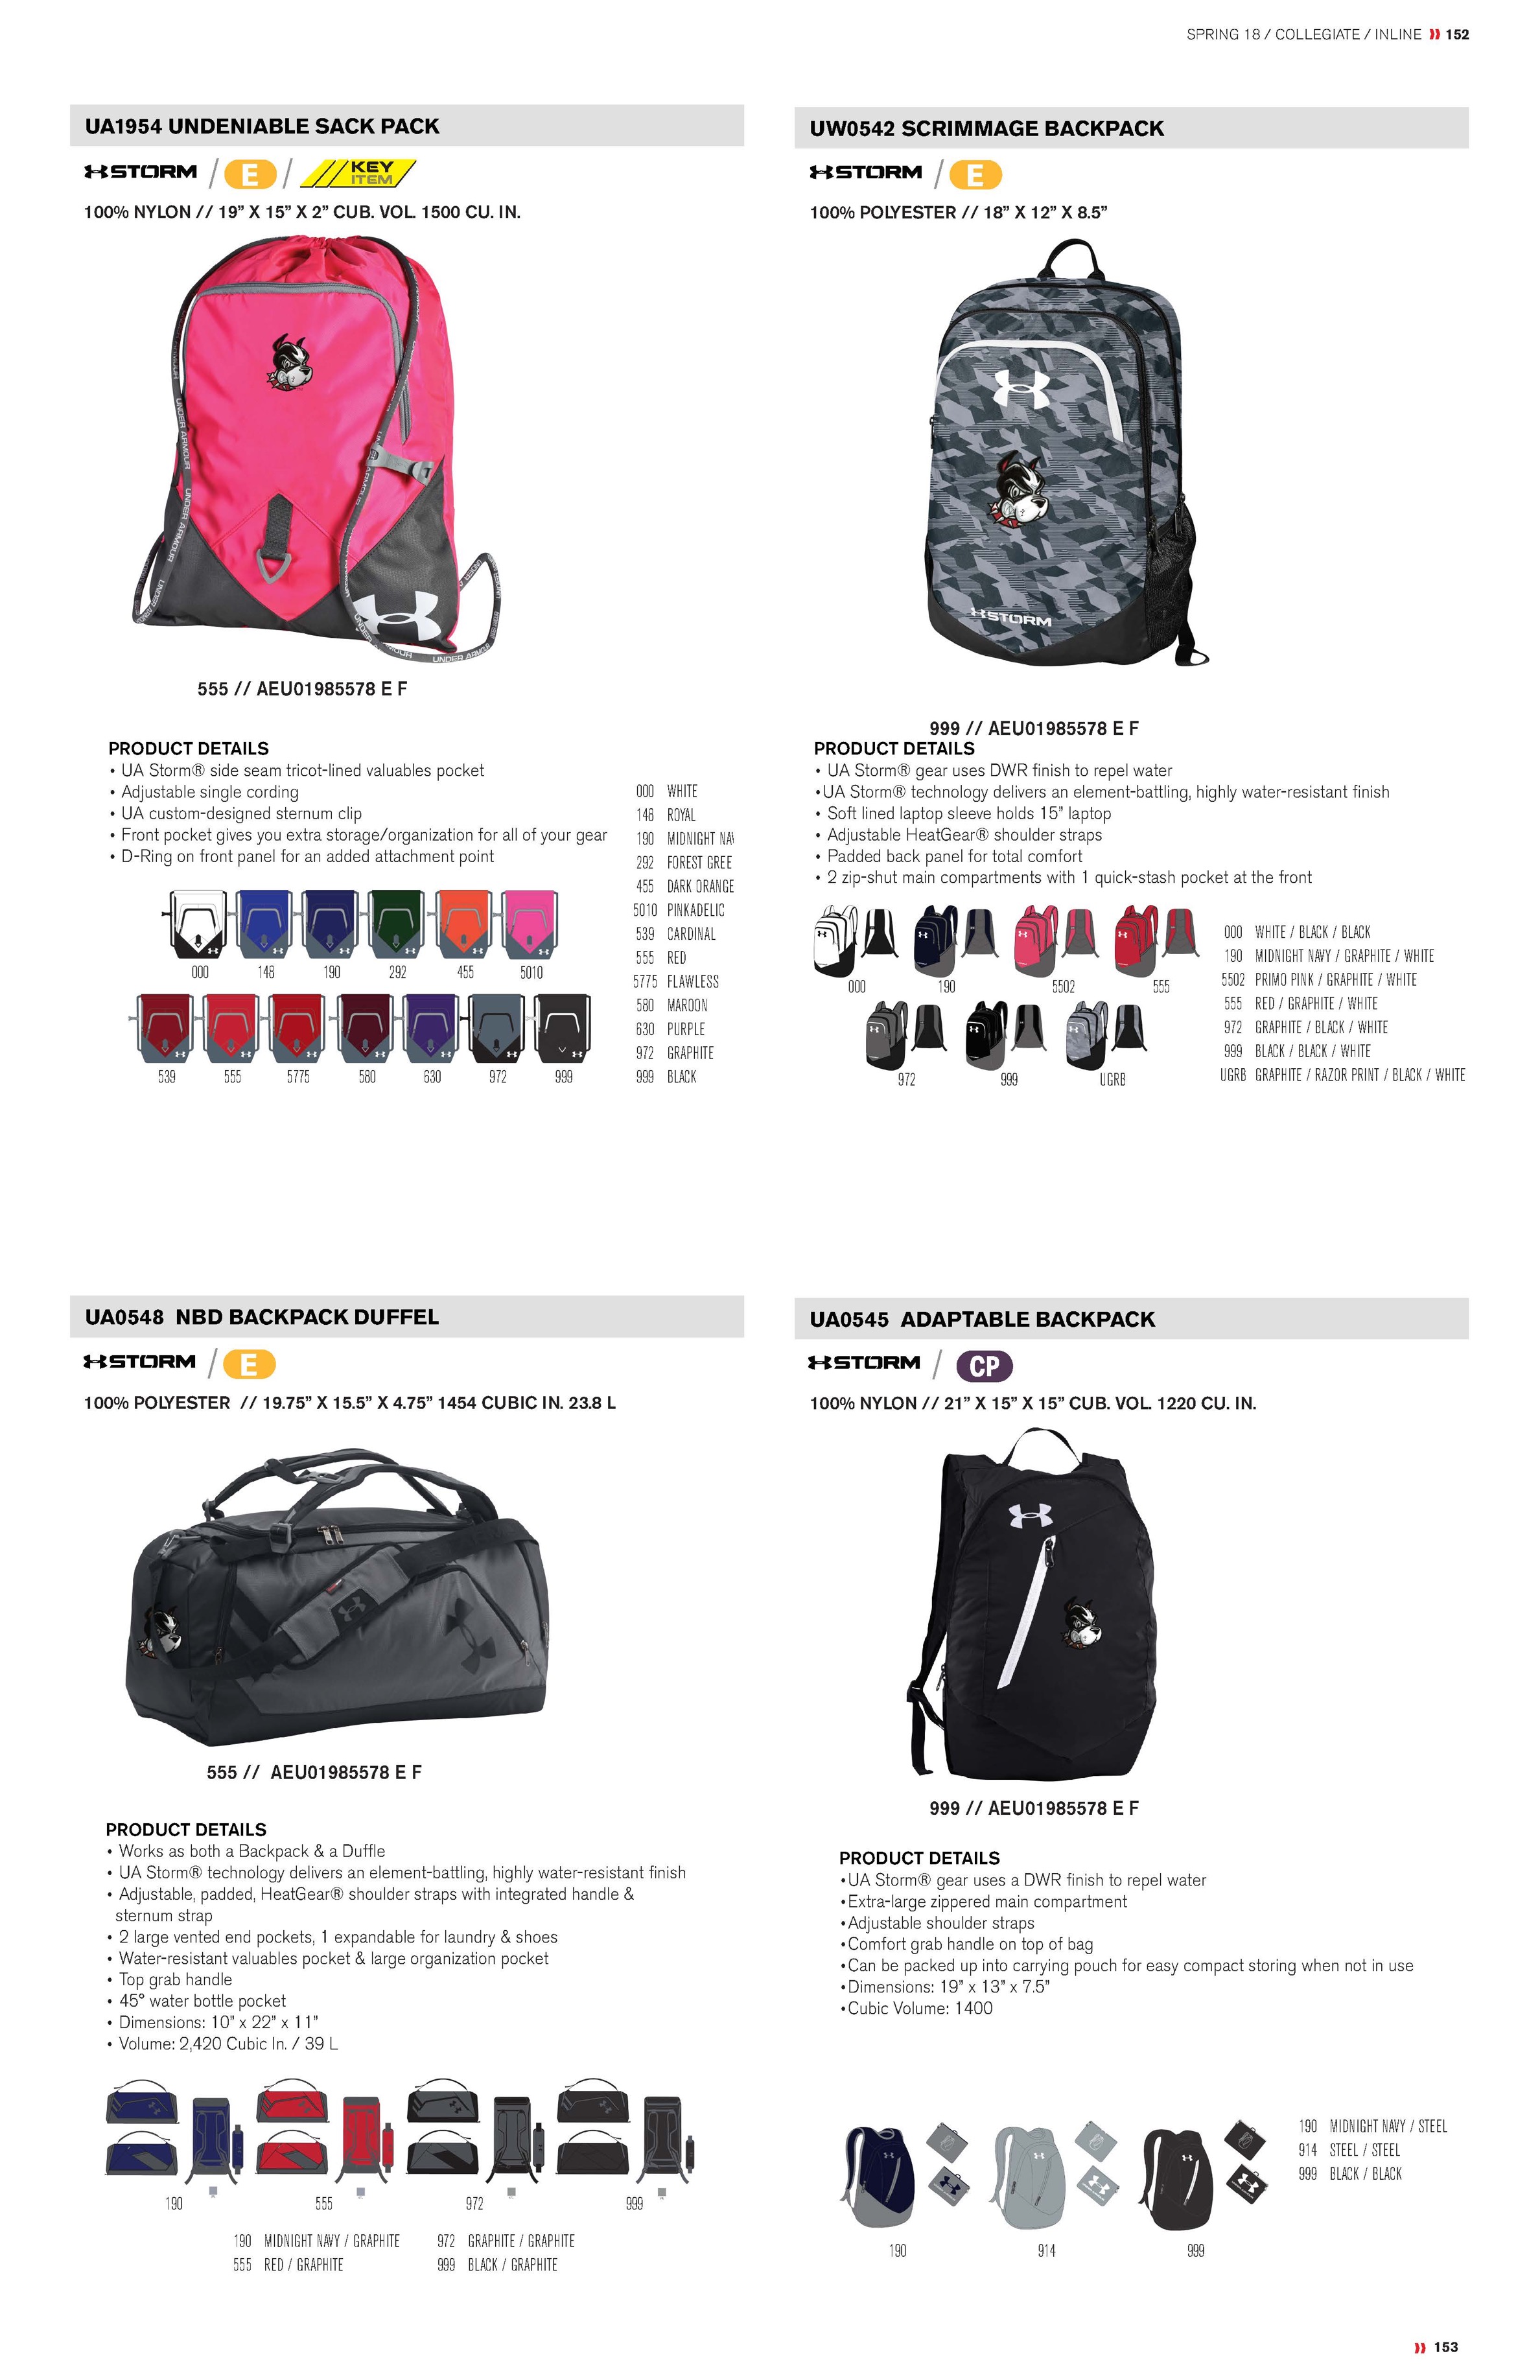 SPRING 18 / COLLEGIATE / INLINE 152
UA1954 UNDENIABLE SACK PACK
STORM / E / KEY ITEM
100% NYLON // 19” X 15” X 2” CUB. VOL. 1500 CU. IN.
555 // AEU01985578 E F
PRODUCT DETAILS
• UA Storm® side seam tricot-lined valuables pocket
• Adjustable single cording
• UA custom-designed sternum clip
• Front pocket gives you extra storage/organization for all of your gear
• D-Ring on front panel for an added attachment point
000 148 190 292 455 5010
539 555 5775 580 630 972 999
000 WHITE
148 ROYAL
190 MIDNIGHT NAV
292 FOREST GREE
455 DARK ORANGE
5010 PINKADELIC
539 CARDINAL
555 RED
5775 FLAWLESS
580 MAROON
630 PURPLE
972 GRAPHITE
999 BLACK
UW0542 SCRIMMAGE BACKPACK
STORM / E
100% POLYESTER // 18” X 12” X 8.5”
STORM
999 // AEU01985578 E F
PRODUCT DETAILS
• UA Storm® gear uses DWR finish to repel water
•UA Storm® technology delivers an element-battling, highly water-resistant finish
• Soft lined laptop sleeve holds 15” laptop
• Adjustable HeatGear® shoulder straps
• Padded back panel for total comfort
• 2 zip-shut main compartments with 1 quick-stash pocket at the front
000 190 5502 555
972 999 UGRB
000 WHITE / BLACK / BLACK
190 MIDNIGHT NAVY / GRAPHITE / WHITE
5502 PRIMO PINK / GRAPHITE / WHITE
555 RED / GRAPHITE / WHITE
972 GRAPHITE / BLACK / WHITE
999 BLACK / BLACK / WHITE
UGRB GRAPHITE / RAZOR PRINT / BLACK / WHITE
UA0548 NBD BACKPACK DUFFEL
STORM / E
100% POLYESTER // 19.75” X 15.5” X 4.75” 1454 CUBIC IN. 23.8 L
555 // AEU01985578 E F
PRODUCT DETAILS
• Works as both a Backpack & a Duffle
• UA Storm® technology delivers an element-battling, highly water-resistant finish
• Adjustable, padded, HeatGear® shoulder straps with integrated handle &
sternum strap
• 2 large vented end pockets, 1 expandable for laundry & shoes
• Water-resistant valuables pocket & large organization pocket
• Top grab handle
• 45° water bottle pocket
• Dimensions: 10” x 22” x 11”
• Volume: 2,420 Cubic In. / 39 L
190 555 972 999
190 MIDNIGHT NAVY / GRAPHITE 972 GRAPHITE / GRAPHITE
555 RED / GRAPHITE 999 BLACK / GRAPHITE
UA0545 ADAPTABLE BACKPACK
STORM / CP
100% NYLON // 21” X 15” X 15” CUB. VOL. 1220 CU. IN.
999 // AEU01985578 E F
PRODUCT DETAILS
•UA Storm® gear uses a DWR finish to repel water
•Extra-large zippered main compartment
•Adjustable shoulder straps
•Comfort grab handle on top of bag
•Can be packed up into carrying pouch for easy compact storing when not in use
•Dimensions: 19” x 13” x 7.5”
•Cubic Volume: 1400
190 914 999
190 MIDNIGHT NAVY / STEEL
914 STEEL / STEEL
999 BLACK / BLACK
153